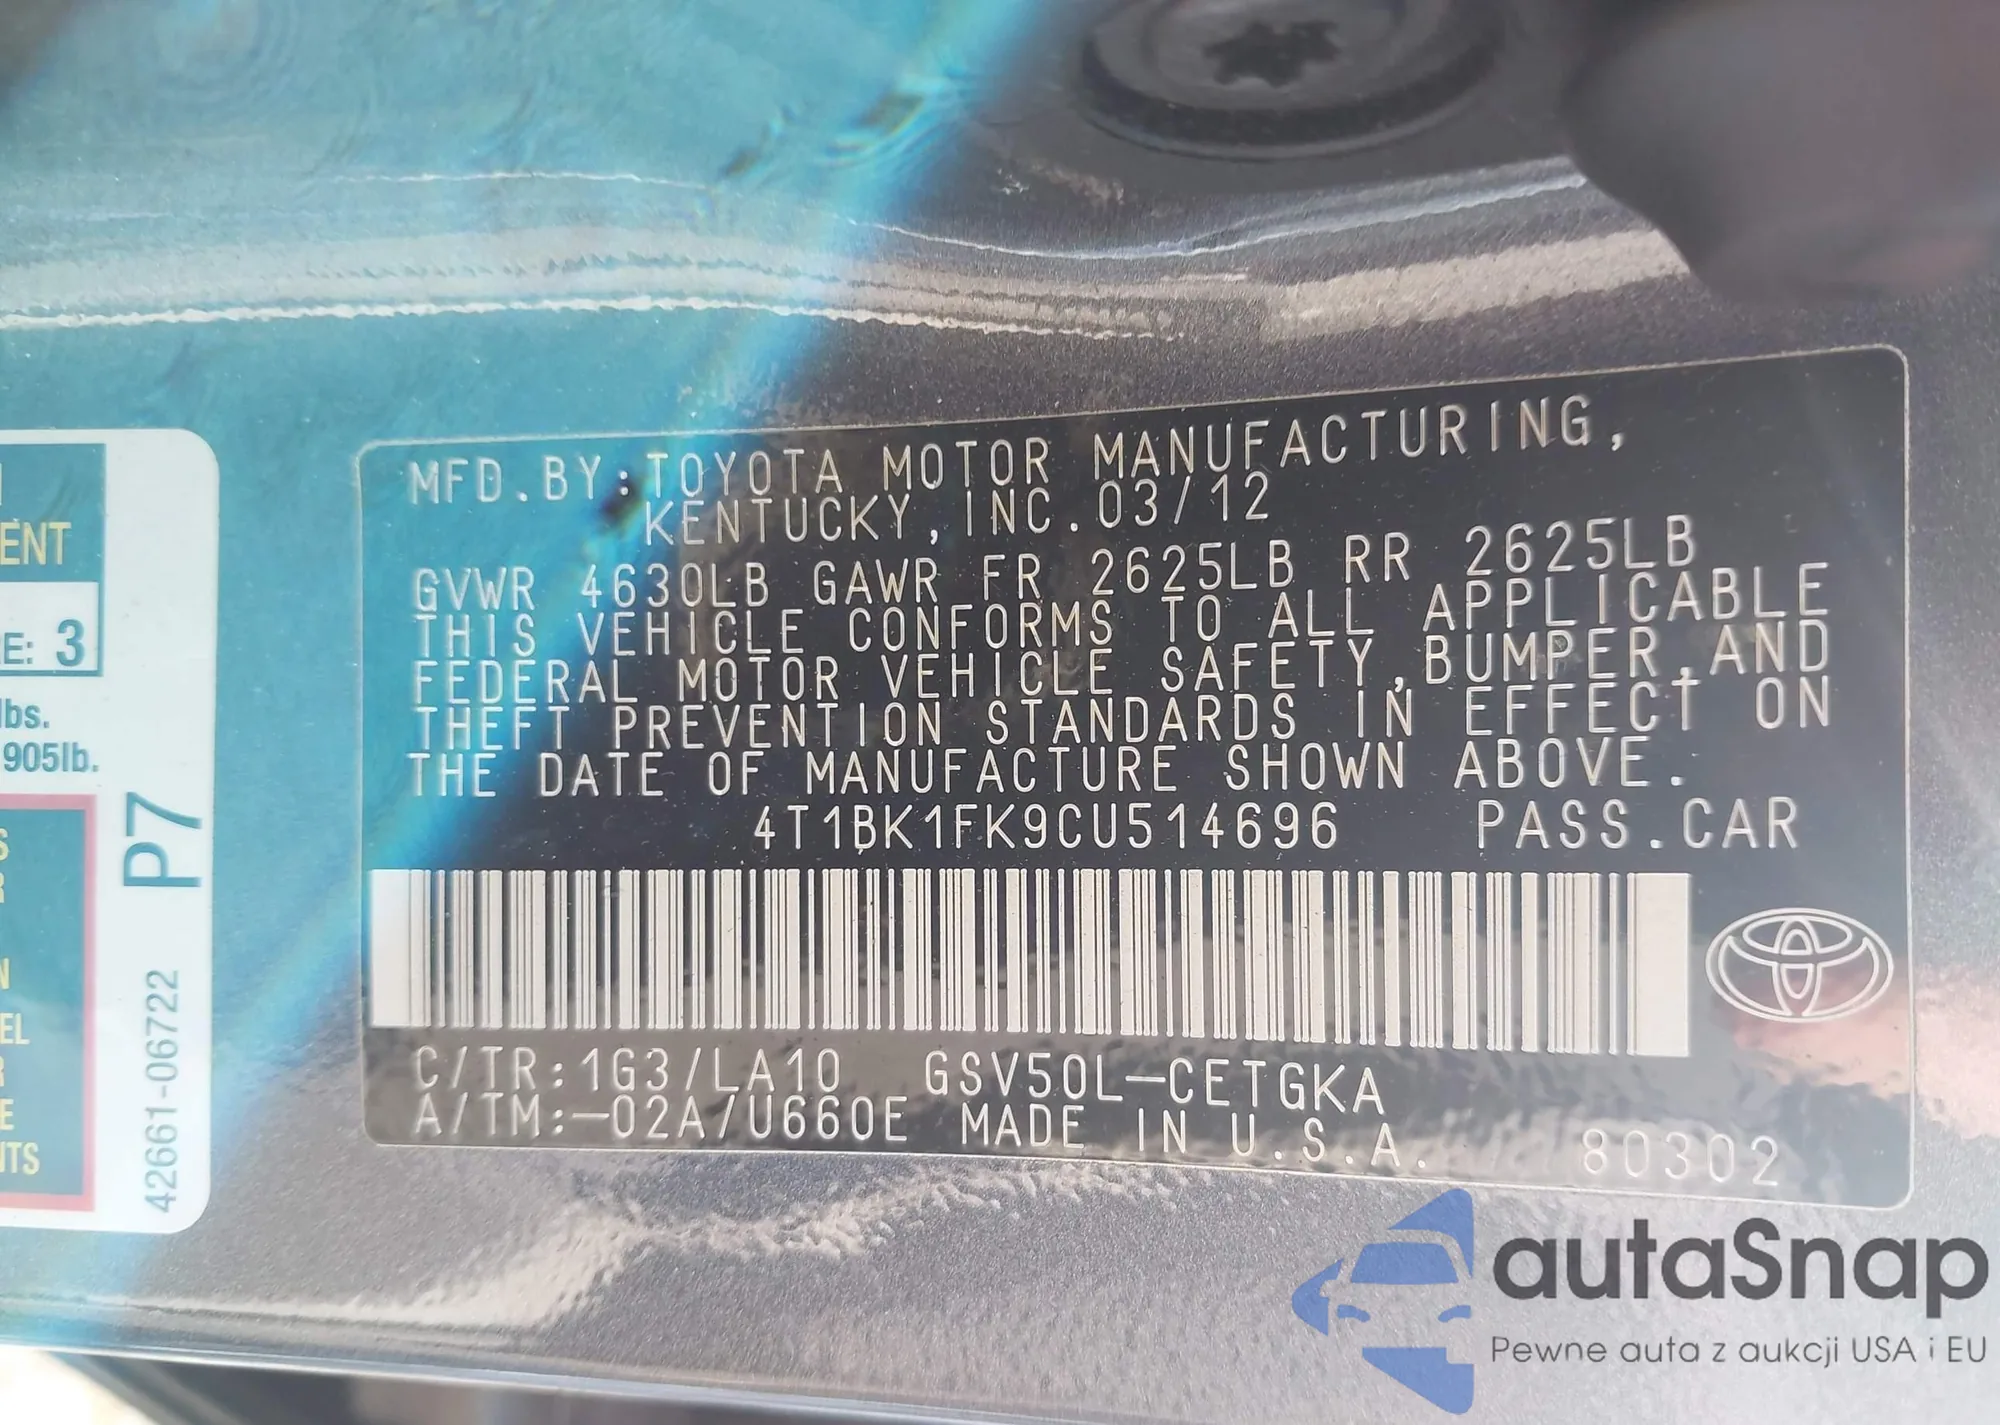 MFD.BY:TOYOTA MOTOR MANUFACTURING,
KENTUCKY,INC.03/12
GVWR 4630LB GAWR FR 2625LB RR 2625LB
THIS VEHICLE CONFORMS TO ALL APPLICABLE
FEDERAL MOTOR VEHICLE SAFETY,BUMPER,AND
THEFT PREVENTION STANDARDS IN EFFECT ON
THE DATE OF MANUFACTURE SHOWN ABOVE.
4T1BK1FK9CU514696 PASS.CAR
C/TR:1G3/LA10 GSV50L-CETGKA
A/TM:-02A/U660E MADE IN U.S.A.
80302
ENT
E: 3
lbs.
905lb.
P7
42661-06722
EL
E
NTS
autaSnap
Pewne auta z aukcji USA i EU